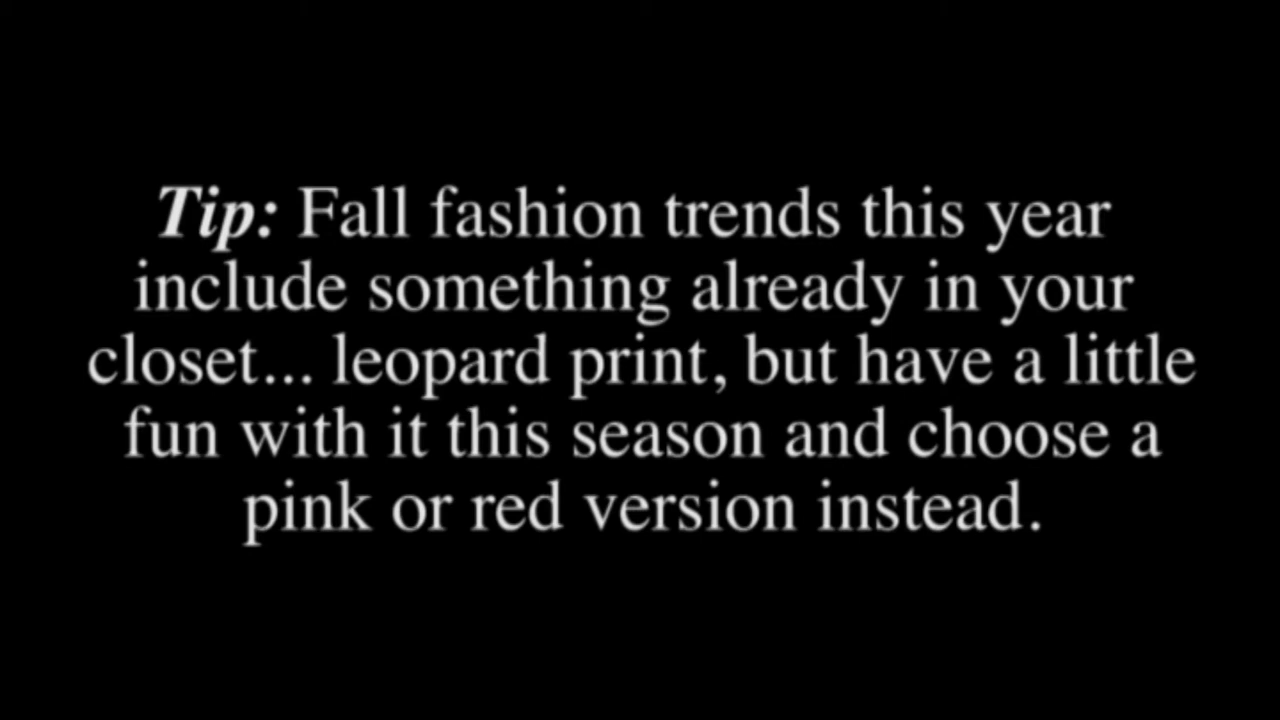 Tip: Fall fashion trends this year
include something already in your
closet... leopard print, but have a little
fun with it this season and choose a
pink or red version instead.